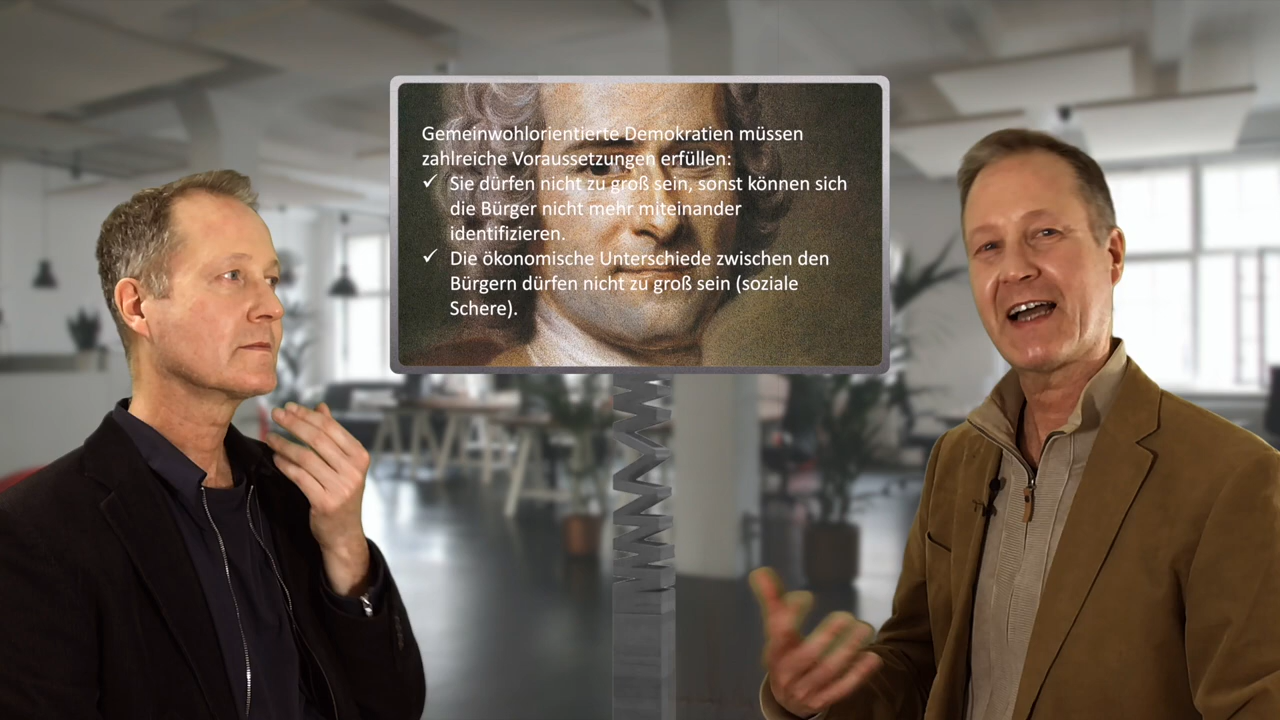 Gemeinwohlorientierte Demokratien müssen
zahlreiche Voraussetzungen erfüllen:
✓ Sie dürfen nicht zu groß sein, sonst können sich
die Bürger nicht mehr miteinander
identifizieren.
✓ Die ökonomische Unterschiede zwischen den
Bürgern dürfen nicht zu groß sein (soziale
Schere).